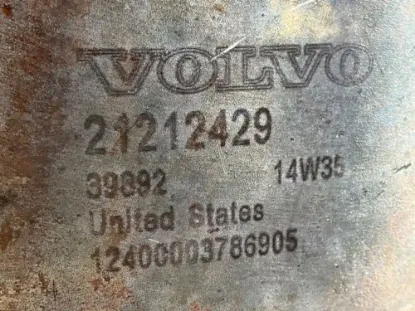 VOLVO
21212429
39892 14W35
United States
12400003786905